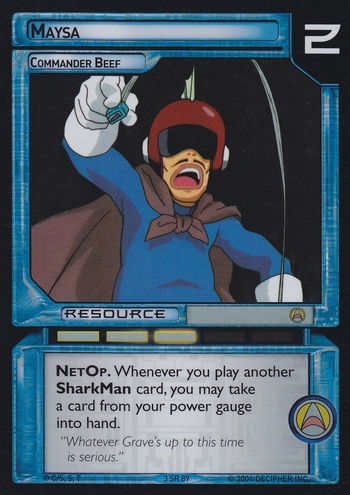 MAYSA
2
COMMANDER BEEF
RESOURCE
NETOP. Whenever you play another
SharkMan card, you may take
a card from your power gauge
into hand.
"Whatever Grave's up to this time
is serious."
© C/S, S, T 3 SR 89 © 2004 DECIPHER INC.